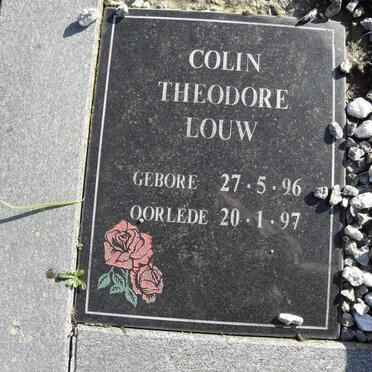 COLIN
THEODORE
LOUW
GEBORE 27·5·96
OORLEDE 20·1·97